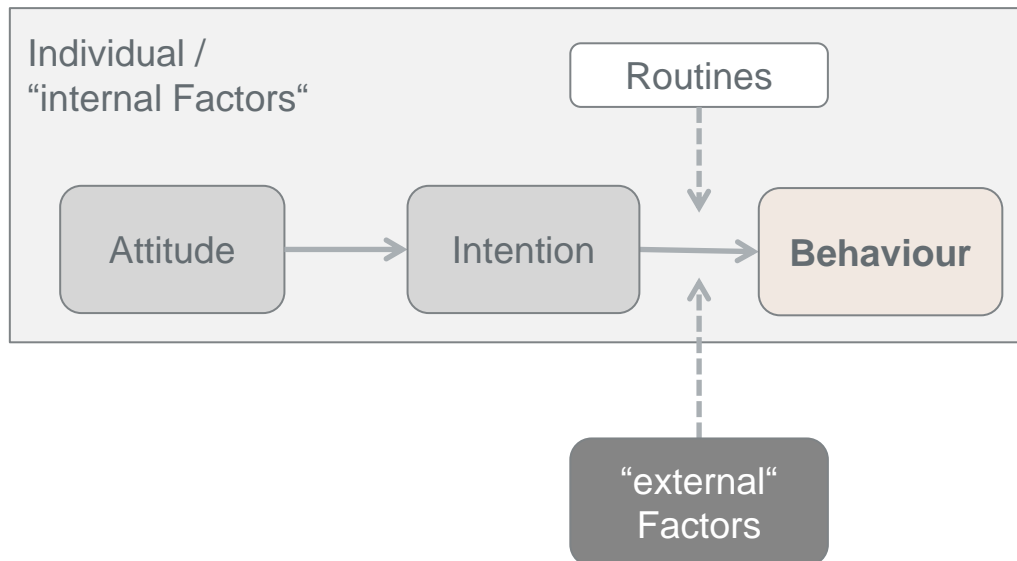 Individual /
“internal Factors“
Routines
Attitude
Intention
Behaviour
“external“
Factors